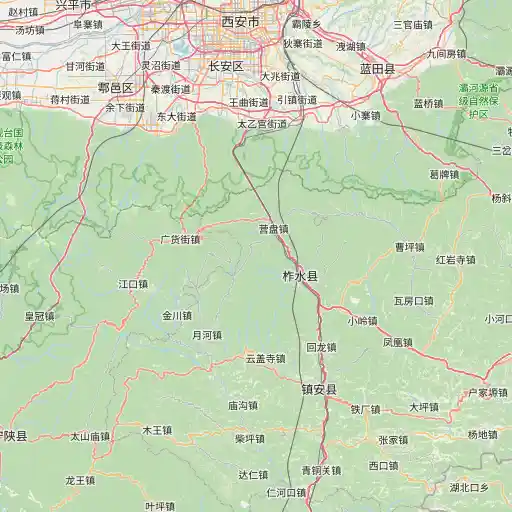 兴平市
赵村镇
阜寨镇
西安市
霸陵乡
三官庙镇
汤坊镇
大王街道
狄寨街道
洩湖镇
九间房镇
富仁镇
甘河街道
灵沼街道
长安区
大兆街道
蓝田县
灞源
鄠邑区
秦渡街道
灞河源省
级自然保
护区
蒋村街道
余下街道
王曲街道
引镇街道
蓝桥镇
东大街道
太乙宫街道
小寨镇
三岔
葛牌镇
杨斜
营盘镇
广货街镇
曹坪镇
红岩寺镇
柞水县
江口镇
场镇
瓦房口镇
皇冠镇
金川镇
小岭镇
小河口
月河镇
回龙镇
凤凰镇
云盖寺镇
镇安县
户家塬镇
庙沟镇
铁厂镇
大坪镇
宁陕县
太山庙镇
木王镇
柴坪镇
张家镇
杨地镇
达仁镇
青铜关镇
西口镇
龙王镇
湖北口乡
仁河口镇
叶坪镇